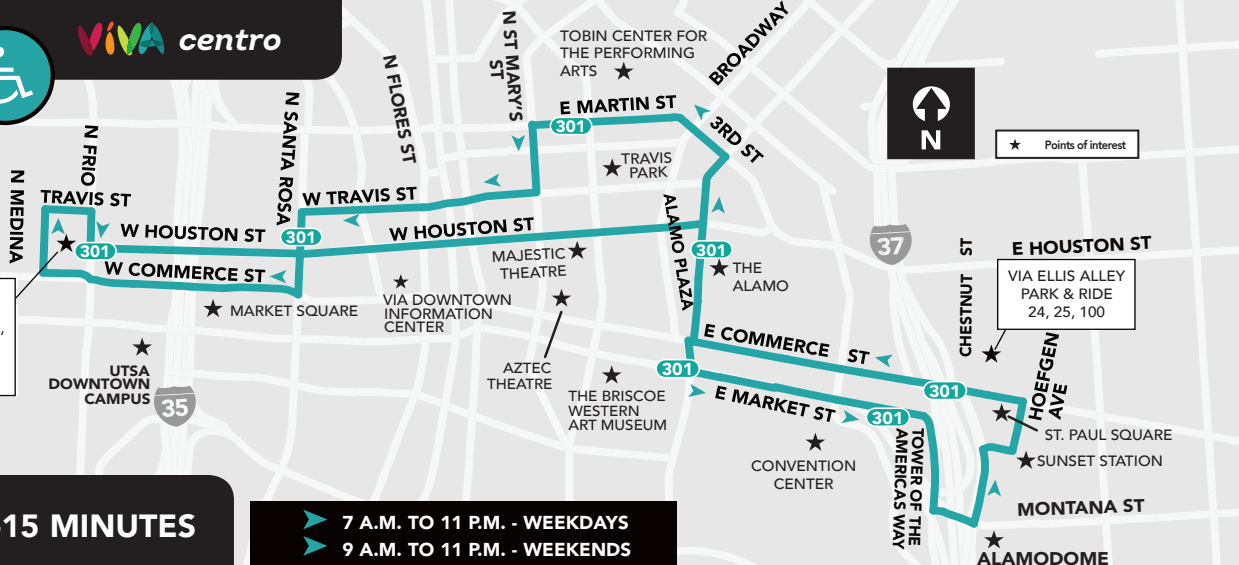 VIVA centro
N ST MARY'S
ST
TOBIN CENTER FOR
THE PERFORMING
ARTS
BROADWAY
N FLORES ST
N SANTA ROSA
N FRIO
N MEDINA
E MARTIN ST
301
3RD ST
N
Points of interest
TRAVIS
PARK
TRAVIS ST
W TRAVIS ST
ALAMO PLAZA
W HOUSTON ST
W HOUSTON ST
301
301
301
W COMMERCE ST
MAJESTIC
THEATRE
THE
ALAMO
37
CHESTNUT ST
E HOUSTON ST
VIA ELLIS ALLEY
PARK & RIDE
24, 25, 100
MARKET SQUARE
VIA DOWNTOWN
INFORMATION
CENTER
,
UTSA
DOWNTOWN
CAMPUS
35
AZTEC
THEATRE
THE BRISCOE
WESTERN
ART MUSEUM
E COMMERCE ST
301
301
E MARKET ST
301
HOEFGEN
AVE
ST. PAUL SQUARE
SUNSET STATION
CONVENTION
CENTER
TOWER OF THE
AMERICAS WAY
MONTANA ST
ALAMODOME
-15 MINUTES
7 A.M. TO 11 P.M. - WEEKDAYS
9 A.M. TO 11 P.M. - WEEKENDS